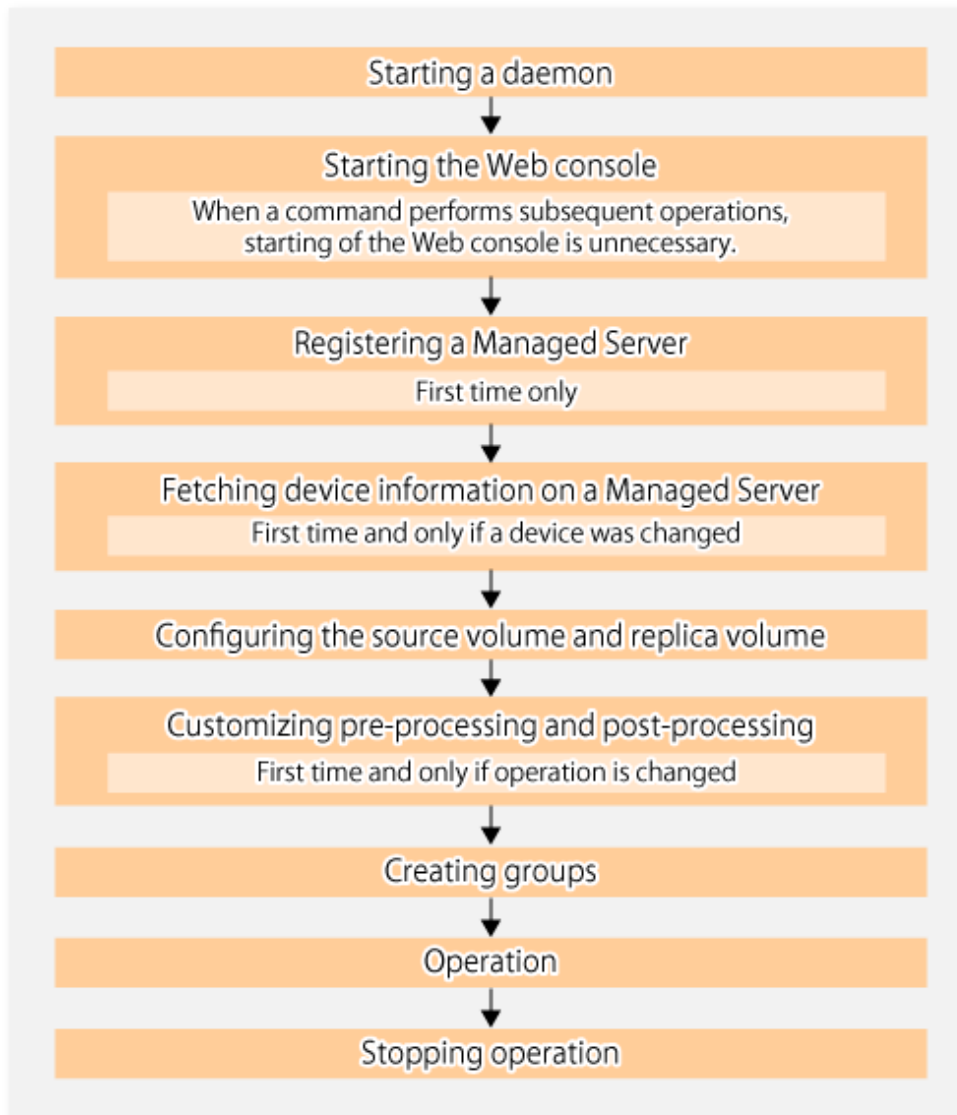 Starting a daemon
Starting the Web console
When a command performs subsequent operations,
starting of the Web console is unnecessary.
Registering a Managed Server
First time only
Fetching device information on a Managed Server
First time and only if a device was changed
Configuring the source volume and replica volume
Customizing pre-processing and post-processing
First time and only if operation is changed
Creating groups
Operation
Stopping operation